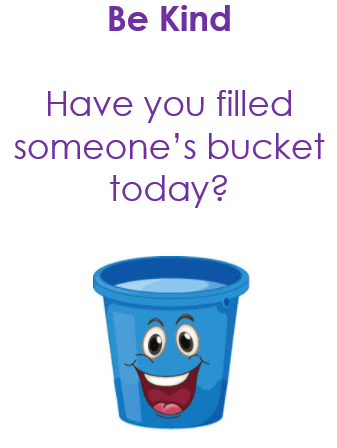 Be Kind
Have you filled
someone’s bucket
today?